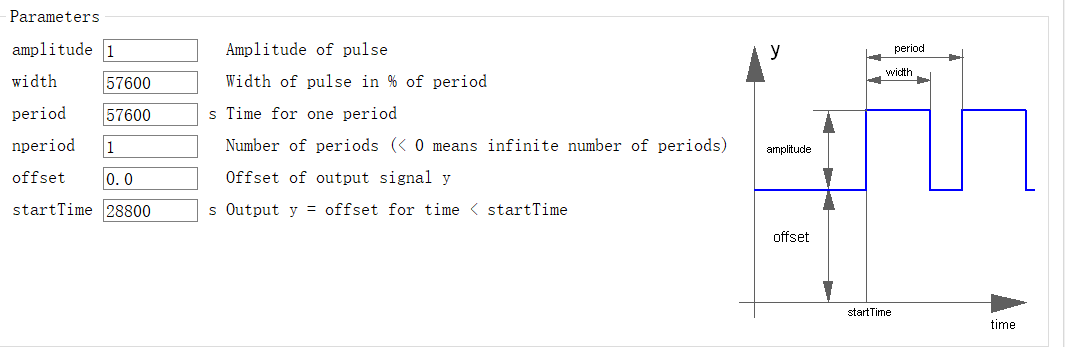 Parameters
amplitude 1 Amplitude of pulse
width 57600 Width of pulse in % of period
period 57600 s Time for one period
nperiod 1 Number of periods (< 0 means infinite number of periods)
offset 0.0 Offset of output signal y
startTime 28800 s Output y = offset for time < startTime
y
period
width
amplitude
offset
startTime
time